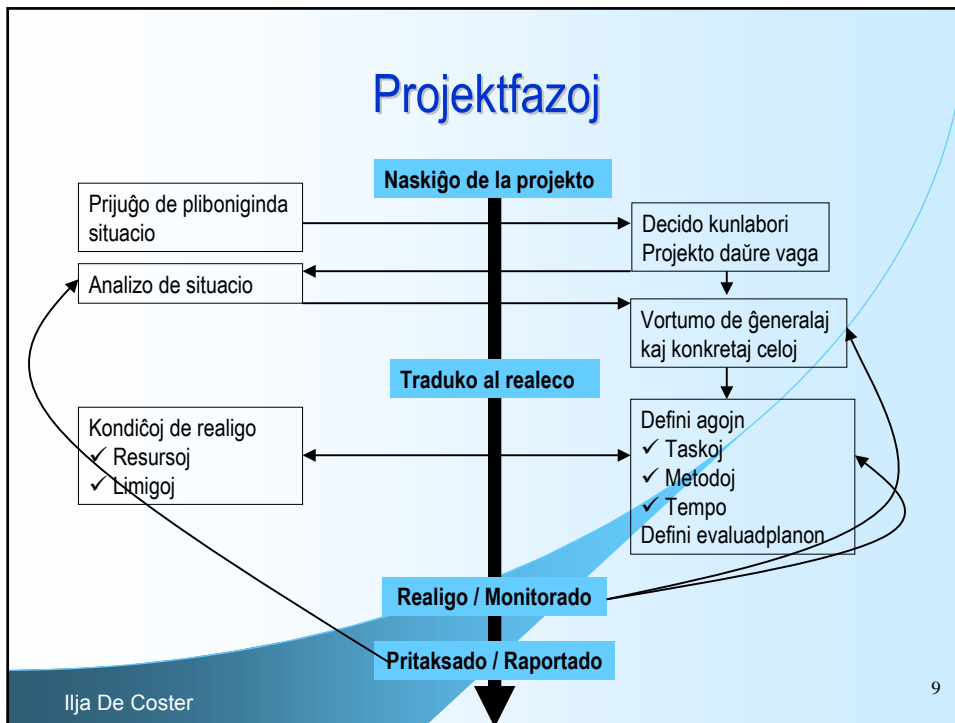 Projektfazoj
Naskiĝo de la projekto
Prijuĝo de pliboniginda
situacio
Decido kunlabori
Projekto daŭre vaga
Analizo de situacio
Vortumo de ĝeneralaj
kaj konkretaj celoj
Traduko al realeco
Kondiĉoj de realigo
✓ Resursoj
✓ Limigoj
Defini agojn
✓ Taskoj
✓ Metodoj
✓ Tempo
Defini evaluadplanon
Realigo / Monitorado
Pritaksado / Raportado
Ilja De Coster
9